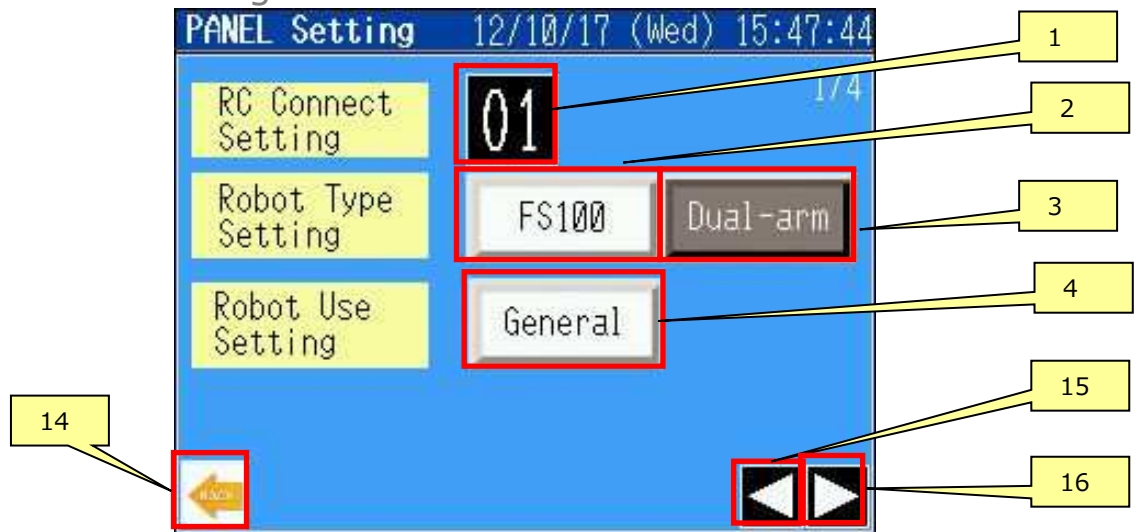 PANEL Setting 12/10/17 (Wed) 15:47:44
1
1/4
RC Connect
Setting
01
2
Robot Type
Setting
FS100
Dual-arm
3
Robot Use
Setting
General
4
15
14
BACK
16